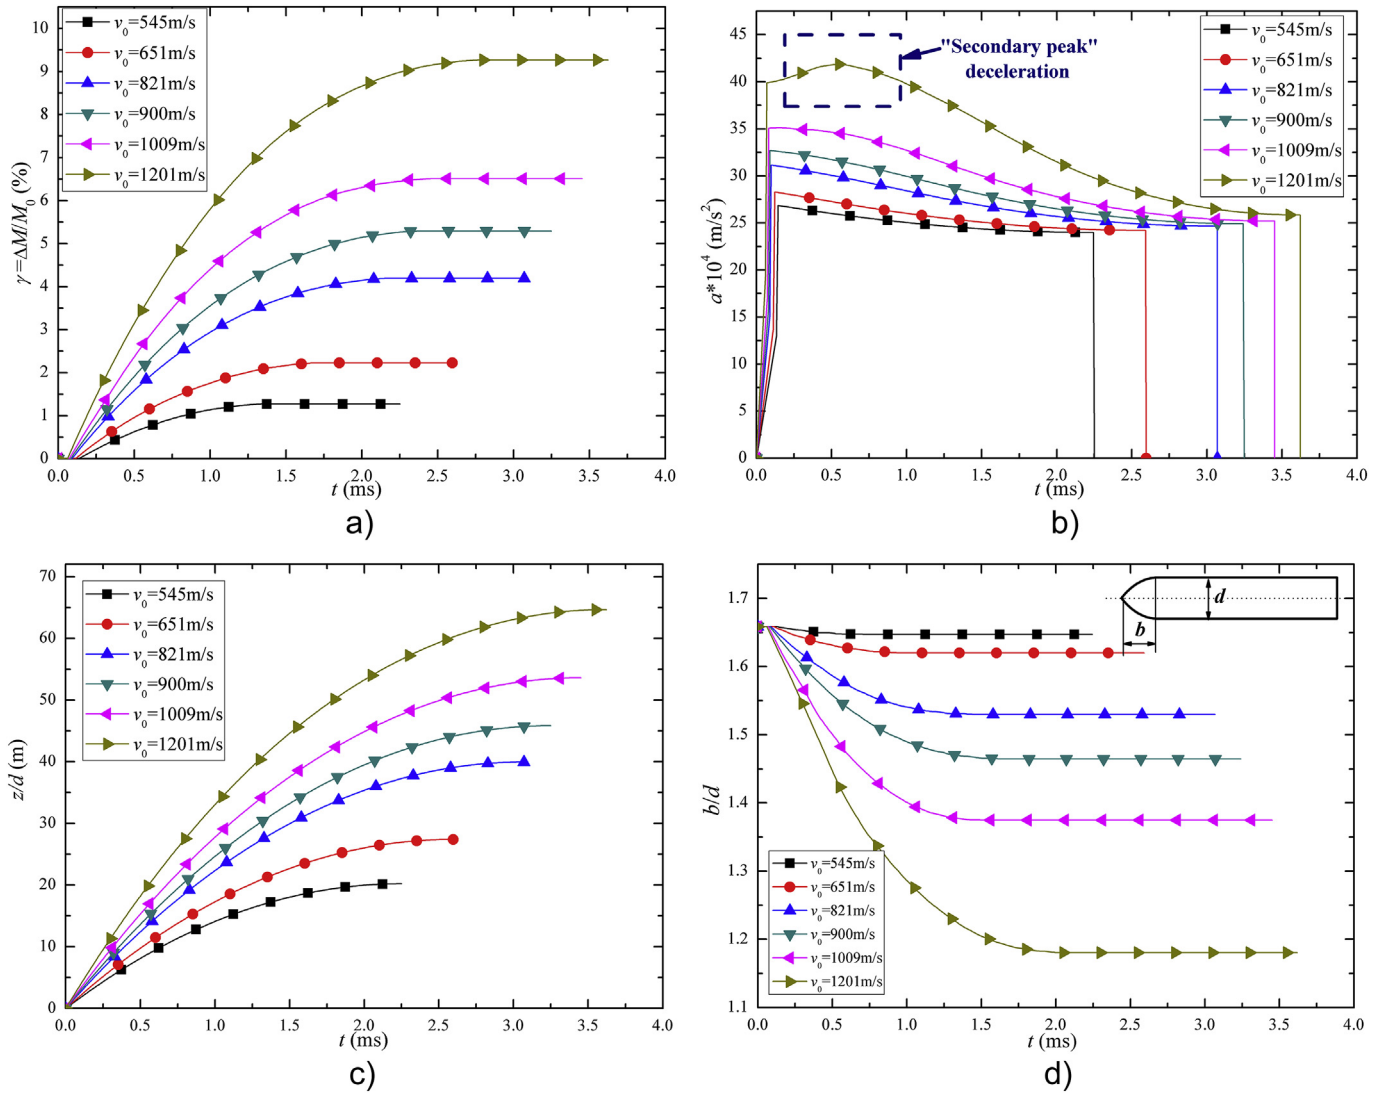 10
9
8
7
6
5
4
3
2
1
0
γ=ΔM/M₀ (%)
v₀=545m/s
v₀=651m/s
v₀=821m/s
v₀=900m/s
v₀=1009m/s
v₀=1201m/s
0.0 0.5 1.0 1.5 2.0 2.5 3.0 3.5 4.0
t (ms)
a)
45
40
35
30
25
20
15
10
5
0
a*10⁴ (m/s²)
"Secondary peak"
deceleration
v₀=545m/s
v₀=651m/s
v₀=821m/s
v₀=900m/s
v₀=1009m/s
v₀=1201m/s
0.0 0.5 1.0 1.5 2.0 2.5 3.0 3.5 4.0
t (ms)
b)
70
60
50
40
30
20
10
0
z/d (m)
v₀=545m/s
v₀=651m/s
v₀=821m/s
v₀=900m/s
v₀=1009m/s
v₀=1201m/s
0.0 0.5 1.0 1.5 2.0 2.5 3.0 3.5 4.0
t (ms)
c)
1.7
1.6
1.5
1.4
1.3
1.2
1.1
b/d
d
b
v₀=545m/s
v₀=651m/s
v₀=821m/s
v₀=900m/s
v₀=1009m/s
v₀=1201m/s
0.0 0.5 1.0 1.5 2.0 2.5 3.0 3.5 4.0
t (ms)
d)